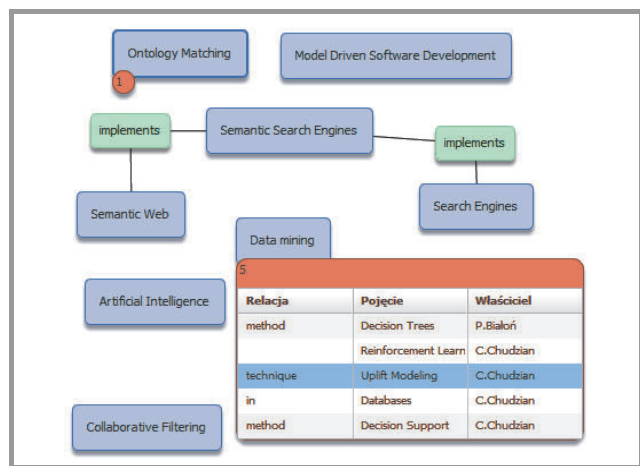 Ontology Matching
Model Driven Software Development
1
implements
Semantic Search Engines
implements
Semantic Web
Search Engines
Data mining
5
Artificial Intelligence
Relacja Pojęcie Właściciel
method Decision Trees P.Białoń
Reinforcement Learn C.Chudzian
technique Uplift Modeling C.Chudzian
in Databases C.Chudzian
method Decision Support C.Chudzian
Collaborative Filtering